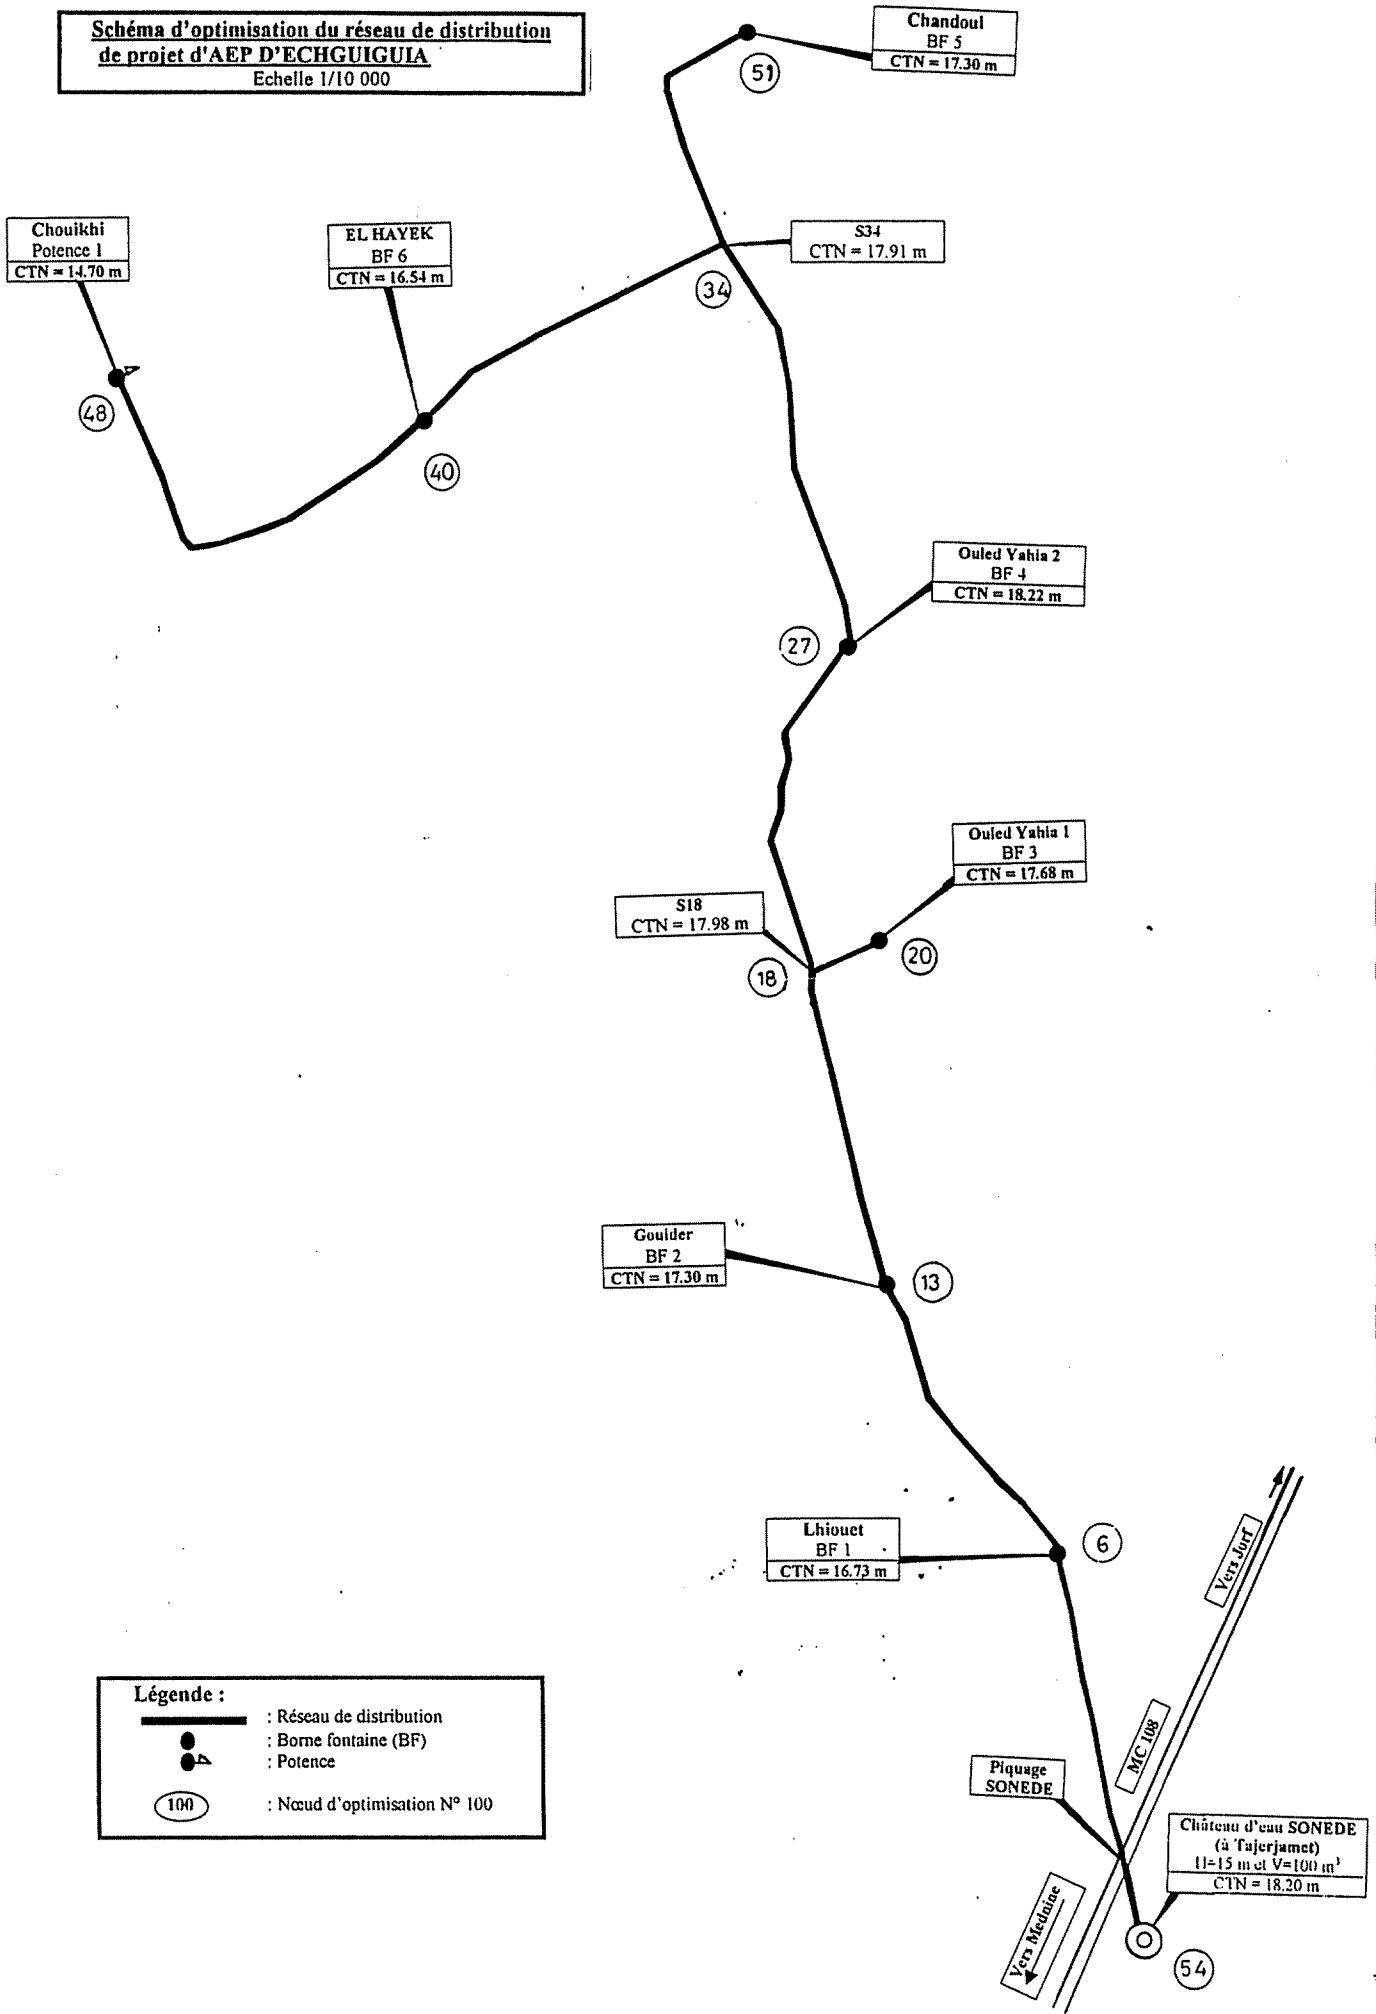 Schéma d'optimisation du réseau de distribution
de projet d'AEP D'ECHGUIGUIA
Echelle 1/10 000
Chandoul
BF 5
CTN = 17.30 m
51
Chouikhi
Potence 1
CTN = 14.70 m
EL HAYEK
BF 6
CTN = 16.54 m
S34
CTN = 17.91 m
34
48
40
Ouled Yahia 2
BF 4
CTN = 18.22 m
27
Ouled Yahia 1
BF 3
CTN = 17.68 m
S18
CTN = 17.98 m
18
20
Gouider
BF 2
CTN = 17.30 m
13
Lhiouet
BF 1
CTN = 16.73 m
6
Vers Jorf
Légende :
: Réseau de distribution
: Borne fontaine (BF)
: Potence
100
: Nœud d'optimisation N° 100
MC 108
Piquage
SONEDE
Château d'eau SONEDE
(à Tajerjamet)
H=15 m et V=100 m³
CTN = 18.20 m
Vers Mednine
54